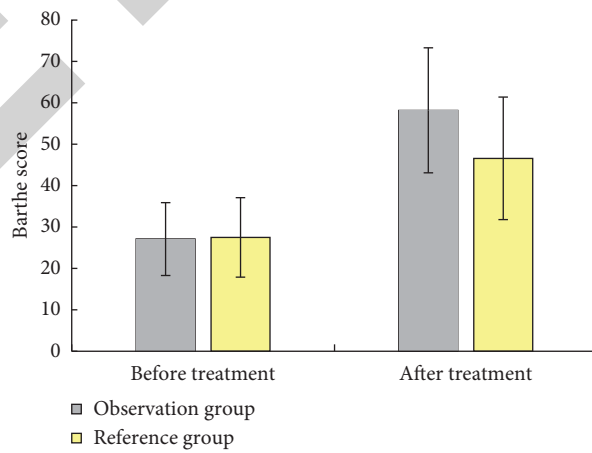 80
70
60
50
40
30
20
10
0
Barthe score
Before treatment
After treatment
Observation group
Reference group